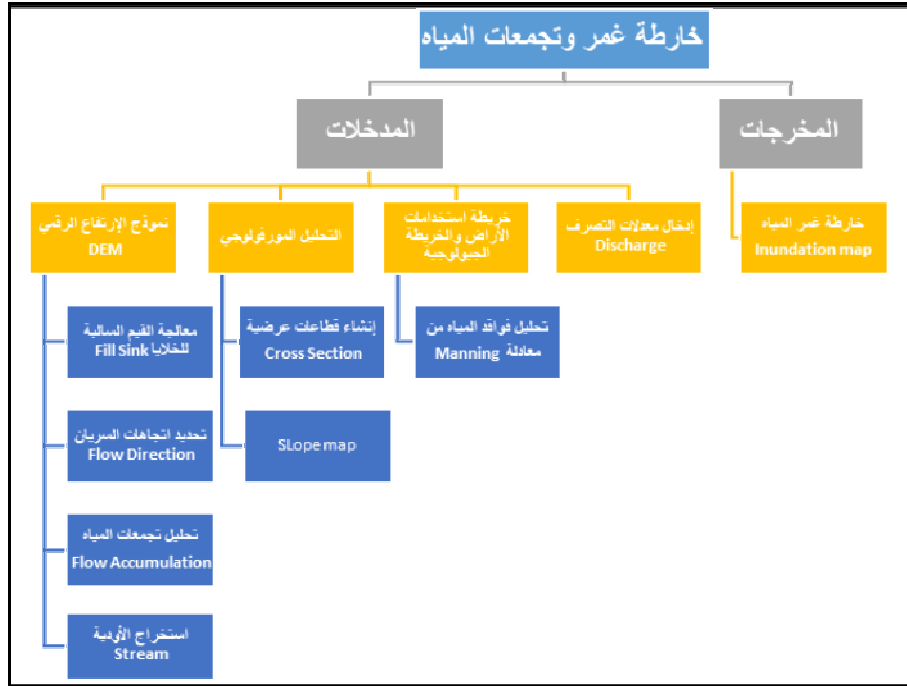 خارطة غمر وتجمعات المياه
المخرجات
المدخلات
خارطة غمر المياه
Inundation map
إدخال معدلات التصرف
Discharge
خريطة استخدامات
الأراض والخريطة
الجيولوجية
التحليل المورفولوجي
نموذج الإرتفاع الرقمي
DEM
تحليل فواقد المياه من
معادلة Manning
إنشاء قطاعات عرضية
Cross Section
SLope map
معالجة القيم السالبة
للخلايا Fill Sink
تحديد اتجاهات السريان
Flow Direction
تحليل تجمعات المياه
Flow Accumulation
استخراج الأودية
Stream